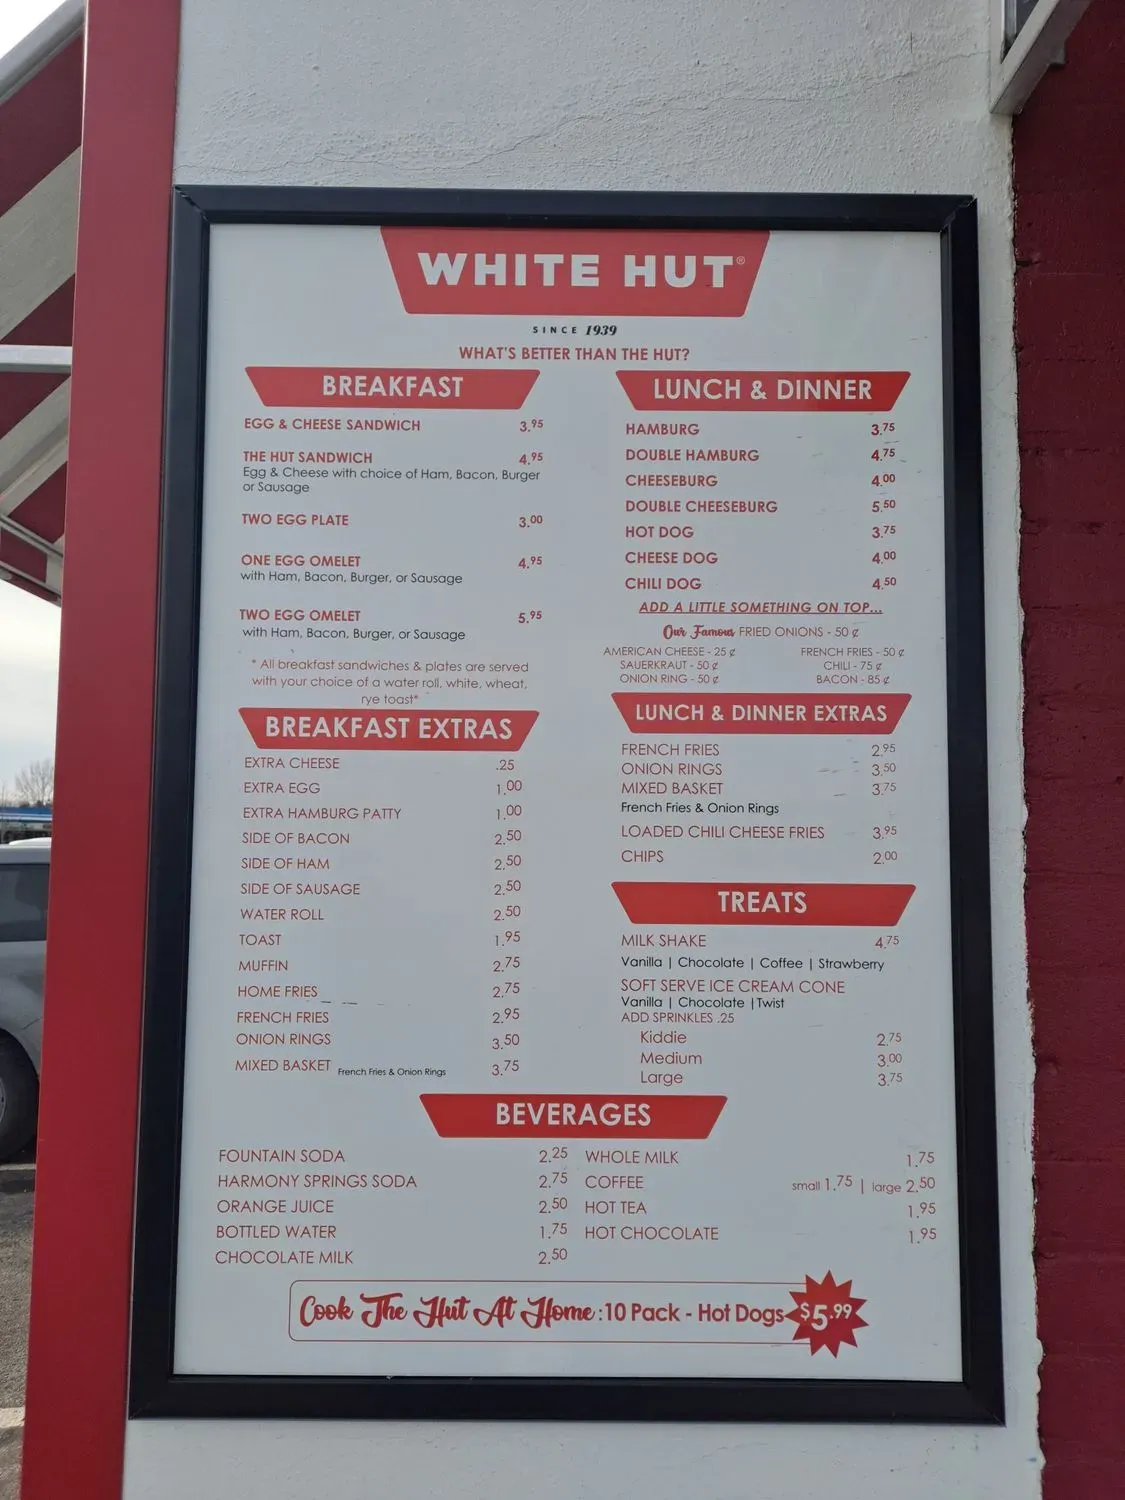 WHITE HUT®
SINCE 1939
WHAT'S BETTER THAN THE HUT?
BREAKFAST
EGG & CHEESE SANDWICH 3.95
THE HUT SANDWICH 4.95
Egg & Cheese with choice of Ham, Bacon, Burger
or Sausage
TWO EGG PLATE 3.00
ONE EGG OMELET 4.95
with Ham, Bacon, Burger, or Sausage
TWO EGG OMELET 5.95
with Ham, Bacon, Burger, or Sausage
* All breakfast sandwiches & plates are served
with your choice of a water roll, white, wheat,
rye toast*
BREAKFAST EXTRAS
EXTRA CHEESE .25
EXTRA EGG 1.00
EXTRA HAMBURG PATTY 1.00
SIDE OF BACON 2.50
SIDE OF HAM 2.50
SIDE OF SAUSAGE 2.50
WATER ROLL 2.50
TOAST 1.95
MUFFIN 2.75
HOME FRIES 2.75
FRENCH FRIES 2.95
ONION RINGS 3.50
MIXED BASKET French Fries & Onion Rings 3.75
LUNCH & DINNER
HAMBURG 3.75
DOUBLE HAMBURG 4.75
CHEESEBURG 4.00
DOUBLE CHEESEBURG 5.50
HOT DOG 3.75
CHEESE DOG 4.00
CHILI DOG 4.50
ADD A LITTLE SOMETHING ON TOP...
Our Famous FRIED ONIONS - 50 ¢
AMERICAN CHEESE - 25 ¢ FRENCH FRIES - 50 ¢
SAUERKRAUT - 50 ¢ CHILI - 75 ¢
ONION RING - 50 ¢ BACON - 85 ¢
LUNCH & DINNER EXTRAS
FRENCH FRIES 2.95
ONION RINGS 3.50
MIXED BASKET 3.75
French Fries & Onion Rings
LOADED CHILI CHEESE FRIES 3.95
CHIPS 2.00
TREATS
MILK SHAKE 4.75
Vanilla | Chocolate | Coffee | Strawberry
SOFT SERVE ICE CREAM CONE
Vanilla | Chocolate |Twist
ADD SPRINKLES .25
Kiddie 2.75
Medium 3.00
Large 3.75
BEVERAGES
FOUNTAIN SODA 2.25
HARMONY SPRINGS SODA 2.75
ORANGE JUICE 2.50
BOTTLED WATER 1.75
CHOCOLATE MILK 2.50
WHOLE MILK 1.75
COFFEE small 1.75 | large 2.50
HOT TEA 1.95
HOT CHOCOLATE 1.95
Cook The Hut At Home :10 Pack - Hot Dogs $5.99